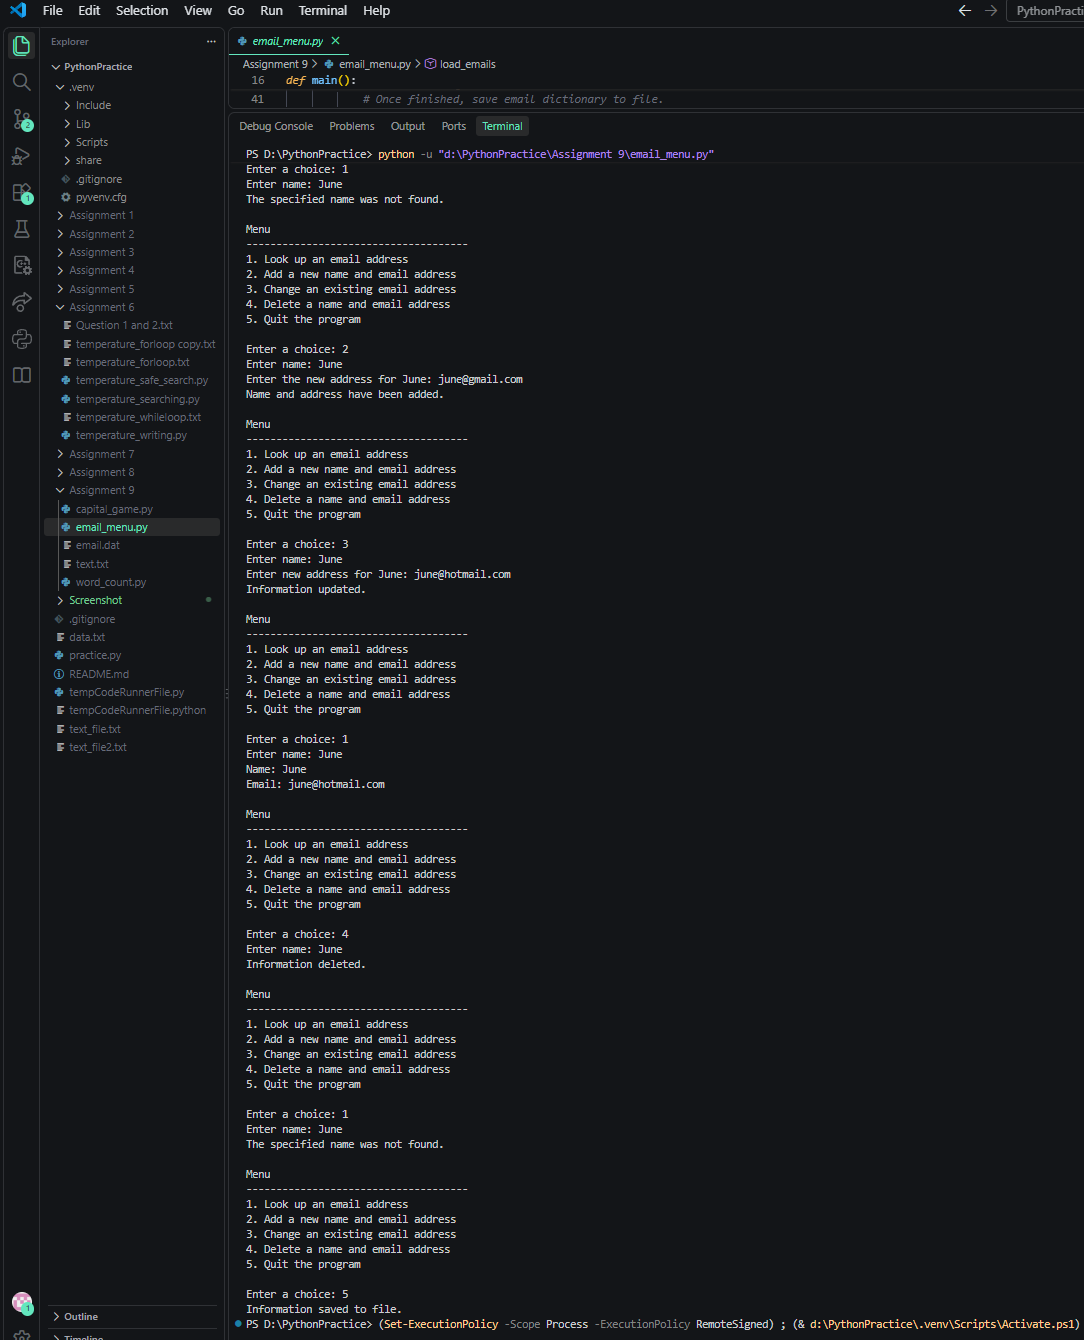 File Edit Selection View Go Run Terminal Help
PythonPracti
Explorer
PythonPractice
.venv
Include
Lib
Scripts
share
.gitignore
pyvenv.cfg
Assignment 1
Assignment 2
Assignment 3
Assignment 4
Assignment 5
Assignment 6
Question 1 and 2.txt
temperature_forloop copy.txt
temperature_forloop.txt
temperature_safe_search.py
temperature_searching.py
temperature_whileloop.txt
temperature_writing.py
Assignment 7
Assignment 8
Assignment 9
capital_game.py
email_menu.py
email.dat
text.txt
word_count.py
Screenshot
.gitignore
data.txt
practice.py
README.md
tempCodeRunnerFile.py
tempCodeRunnerFile.python
text_file.txt
text_file2.txt
Outline
Timeline
2
1
1
email_menu.py
Assignment 9 > email_menu.py > load_emails
16 def main():
41 # Once finished, save email dictionary to file.
Debug Console Problems Output Ports Terminal
PS D:\PythonPractice> python -u "d:\PythonPractice\Assignment 9\email_menu.py"
Enter a choice: 1
Enter name: June
The specified name was not found.
Menu
-------------------------------------
1. Look up an email address
2. Add a new name and email address
3. Change an existing email address
4. Delete a name and email address
5. Quit the program
Enter a choice: 2
Enter name: June
Enter the new address for June: june@gmail.com
Name and address have been added.
Menu
-------------------------------------
1. Look up an email address
2. Add a new name and email address
3. Change an existing email address
4. Delete a name and email address
5. Quit the program
Enter a choice: 3
Enter name: June
Enter new address for June: june@hotmail.com
Information updated.
Menu
-------------------------------------
1. Look up an email address
2. Add a new name and email address
3. Change an existing email address
4. Delete a name and email address
5. Quit the program
Enter a choice: 1
Enter name: June
Name: June
Email: june@hotmail.com
Menu
-------------------------------------
1. Look up an email address
2. Add a new name and email address
3. Change an existing email address
4. Delete a name and email address
5. Quit the program
Enter a choice: 4
Enter name: June
Information deleted.
Menu
-------------------------------------
1. Look up an email address
2. Add a new name and email address
3. Change an existing email address
4. Delete a name and email address
5. Quit the program
Enter a choice: 1
Enter name: June
The specified name was not found.
Menu
-------------------------------------
1. Look up an email address
2. Add a new name and email address
3. Change an existing email address
4. Delete a name and email address
5. Quit the program
Enter a choice: 5
Information saved to file.
PS D:\PythonPractice> (Set-ExecutionPolicy -Scope Process -ExecutionPolicy RemoteSigned) ; (& d:\PythonPractice\.venv\Scripts\Activate.ps1)